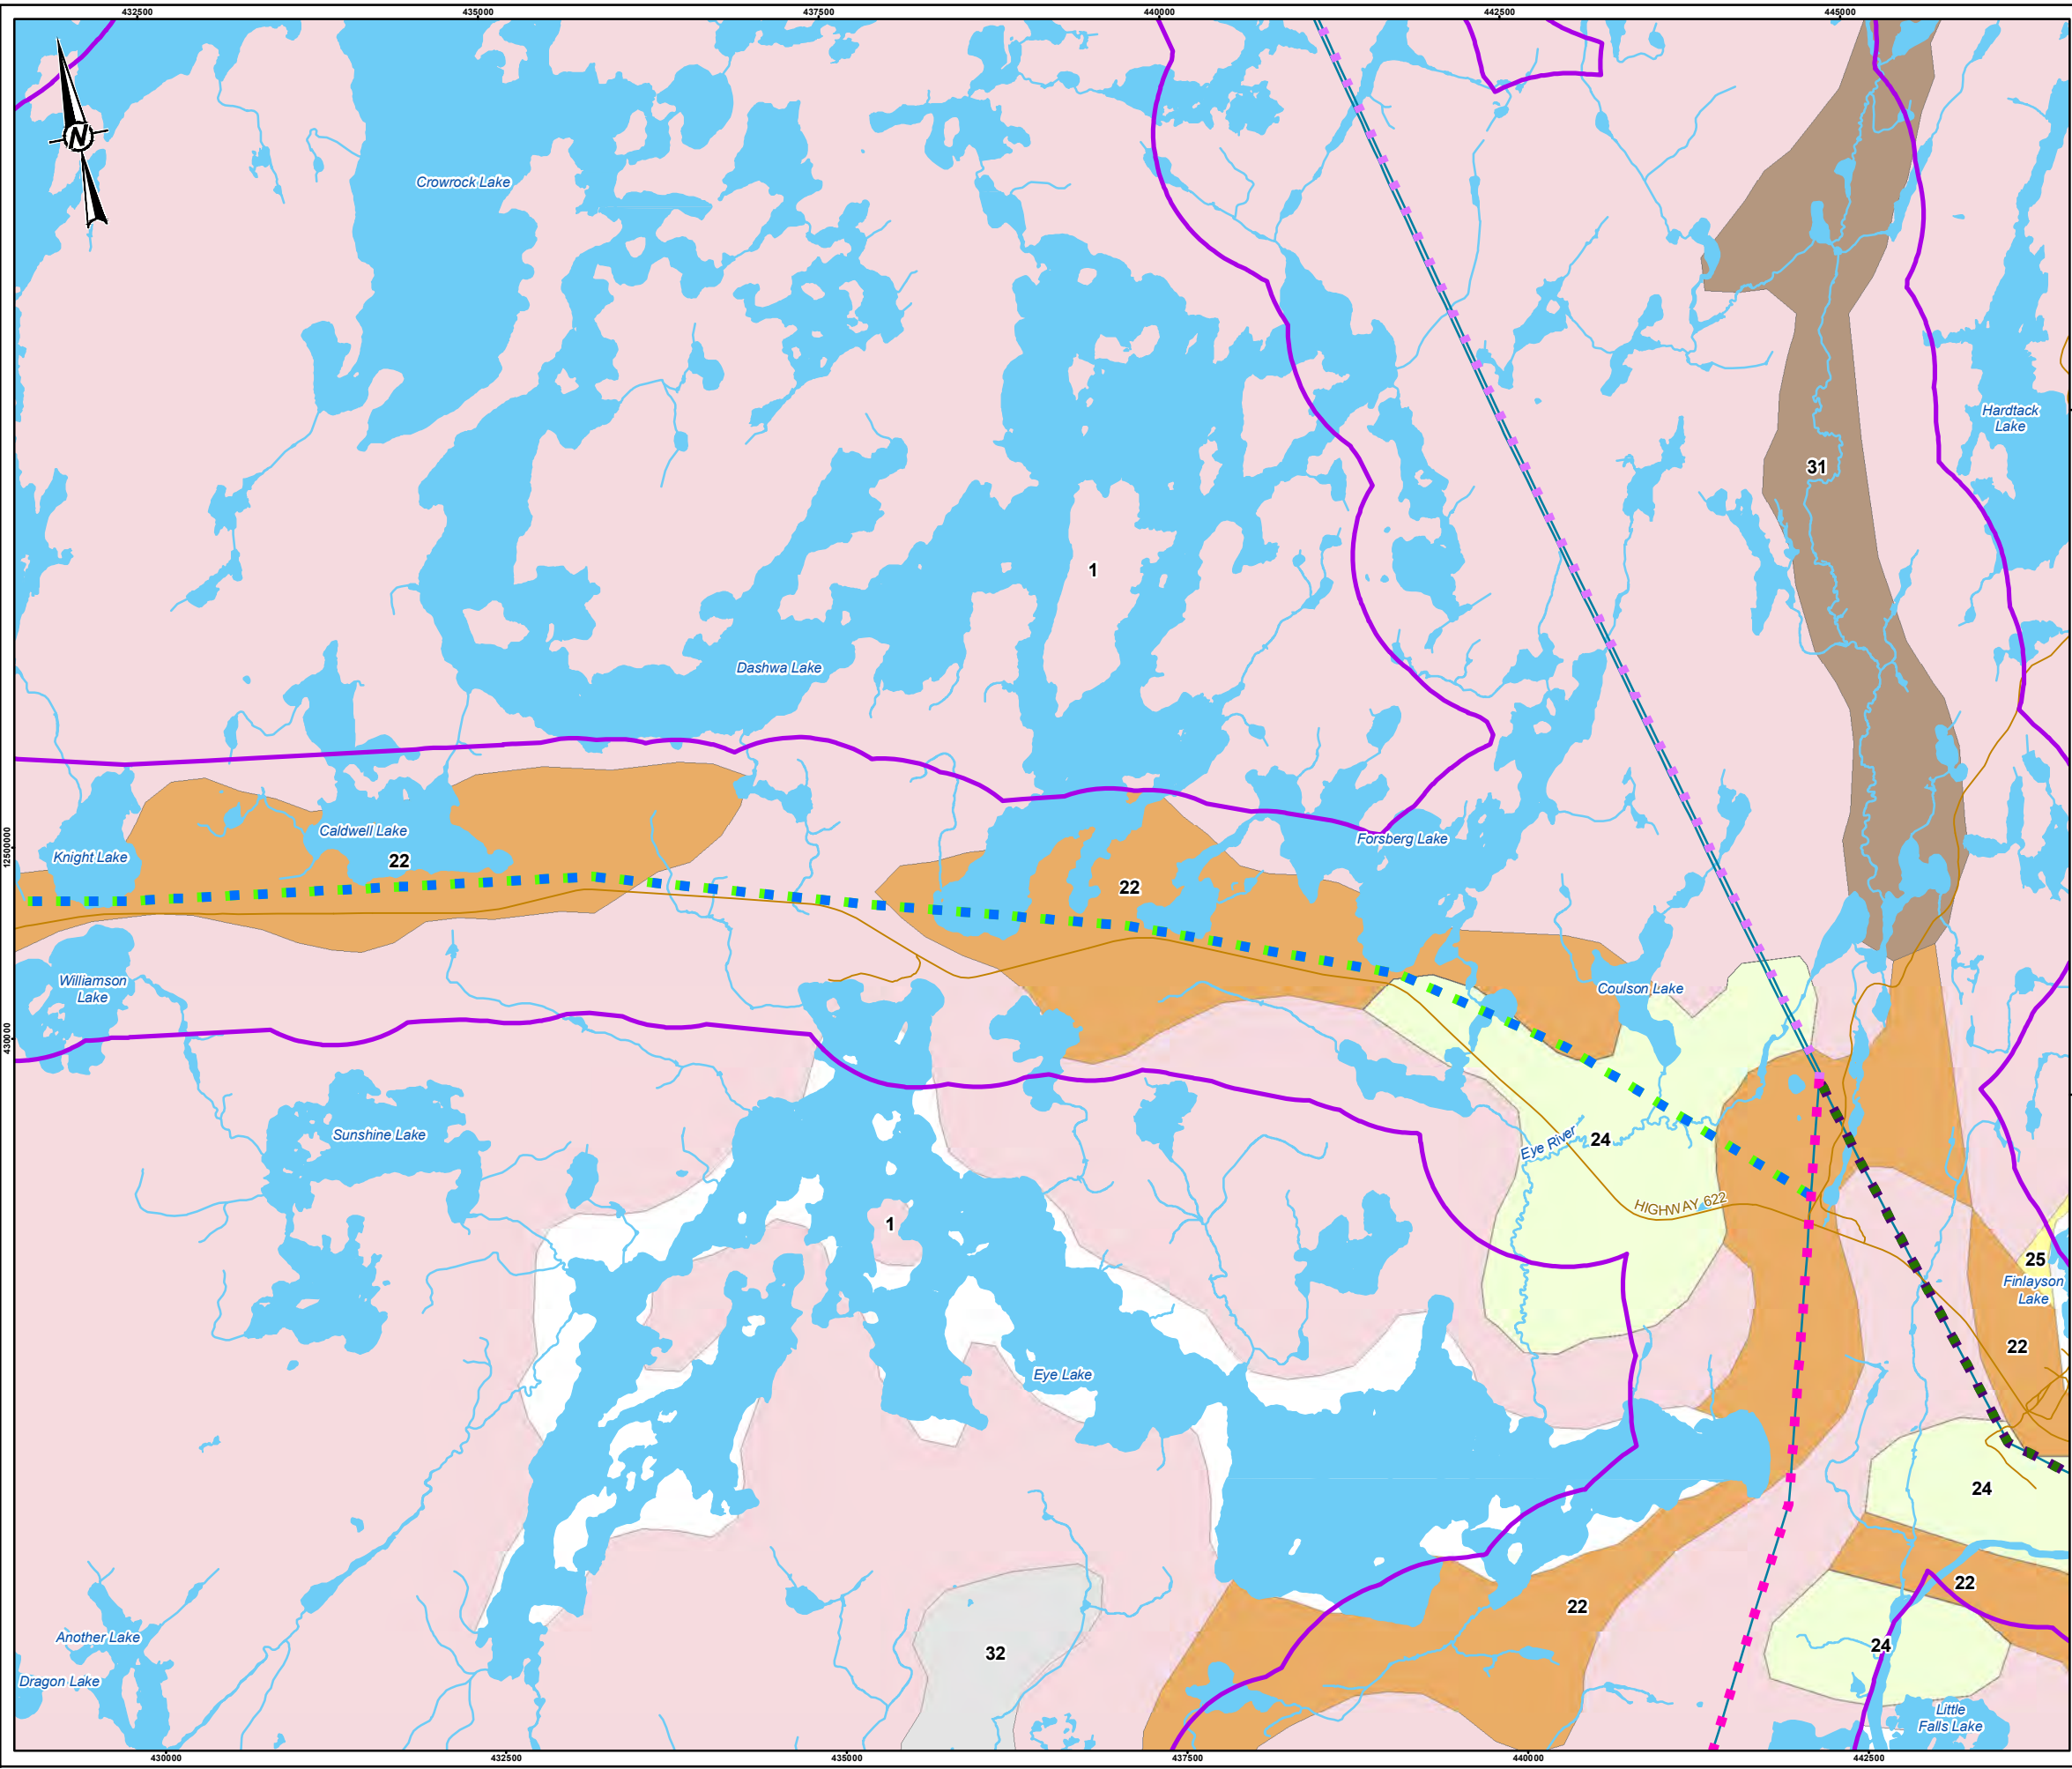 432500 435000 437500 440000 442500 445000
N
Crowrock Lake
Hardtack
Lake
31
1
Dashwa Lake
12500000
Caldwell Lake
Forsberg Lake
Knight Lake
22
22
Williamson
Lake
Coulson Lake
430000
Sunshine Lake
Eye River
24
HIGHWAY 622
1
25
Finlayson
Lake
22
Eye Lake
24
22
22
32
24
Another Lake
Dragon Lake
Little
Falls Lake
430000 432500 435000 437500 440000 442500